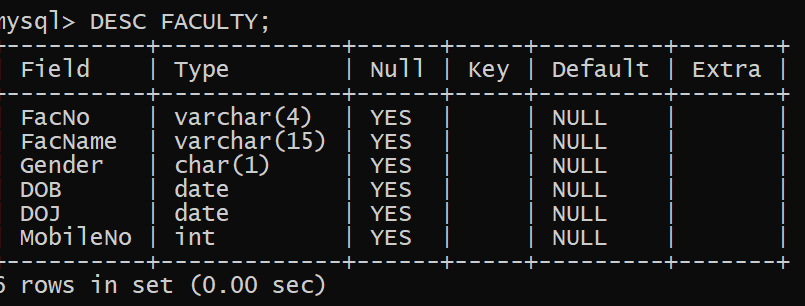 mysql> DESC FACULTY;
-----------+-------------+------+-----+---------+-------+
Field | Type | Null | Key | Default | Extra |
-----------+-------------+------+-----+---------+-------+
FacNo | varchar(4) | YES | | NULL | |
FacName | varchar(15) | YES | | NULL | |
Gender | char(1) | YES | | NULL | |
DOB | date | YES | | NULL | |
DOJ | date | YES | | NULL | |
MobileNo | int | YES | | NULL | |
-----------+-------------+------+-----+---------+-------+
6 rows in set (0.00 sec)